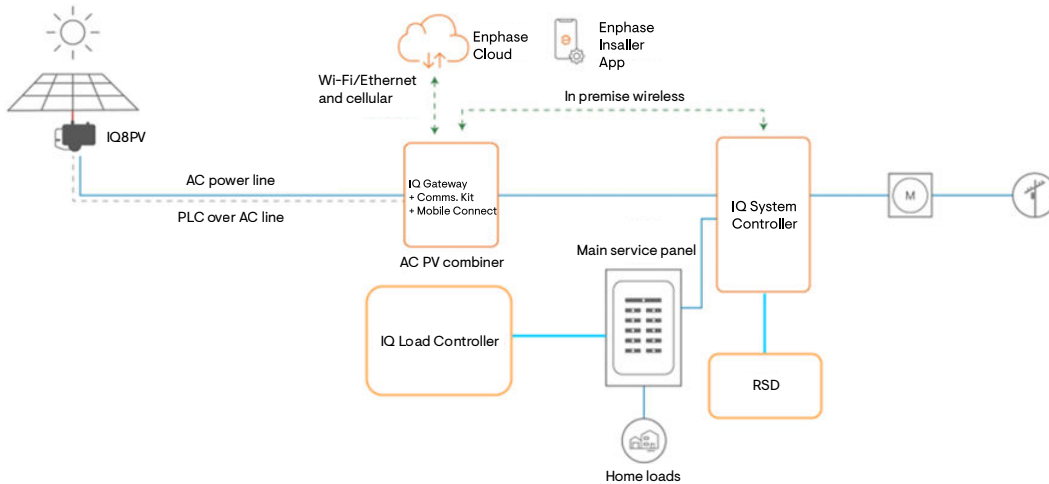 Enphase
Cloud
Enphase
Insaller
App
Wi-Fi/Ethernet
and cellular
In premise wireless
IQ8PV
AC power line
PLC over AC line
IQ Gateway
+ Comms. Kit
+ Mobile Connect
AC PV combiner
IQ System
Controller
M
Main service panel
IQ Load Controller
RSD
Home loads